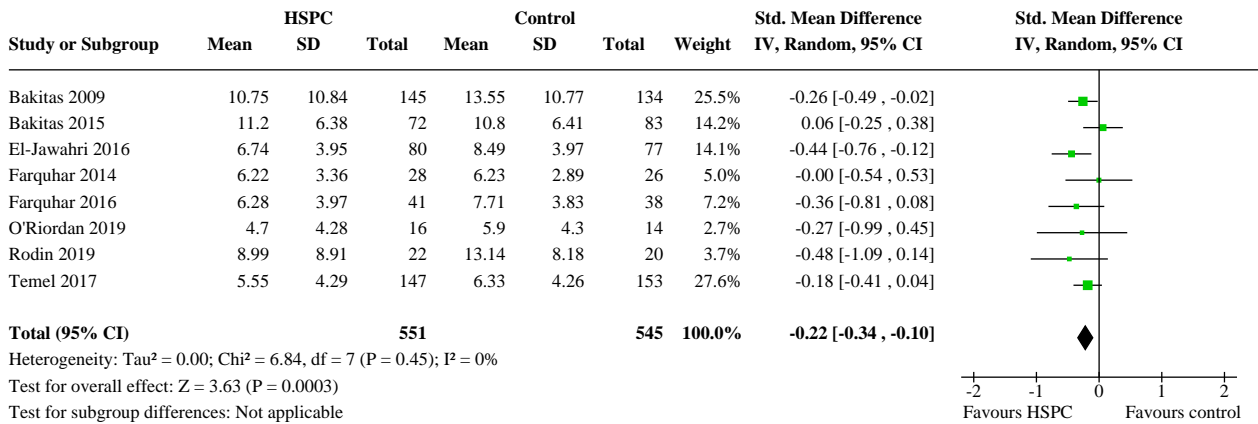 HSPC Control Std. Mean Difference Std. Mean Difference
Study or Subgroup Mean SD Total Mean SD Total Weight IV, Random, 95% CI IV, Random, 95% CI
Bakitas 2009 10.75 10.84 145 13.55 10.77 134 25.5% -0.26 [-0.49 , -0.02]
Bakitas 2015 11.2 6.38 72 10.8 6.41 83 14.2% 0.06 [-0.25 , 0.38]
El-Jawahri 2016 6.74 3.95 80 8.49 3.97 77 14.1% -0.44 [-0.76 , -0.12]
Farquhar 2014 6.22 3.36 28 6.23 2.89 26 5.0% -0.00 [-0.54 , 0.53]
Farquhar 2016 6.28 3.97 41 7.71 3.83 38 7.2% -0.36 [-0.81 , 0.08]
O'Riordan 2019 4.7 4.28 16 5.9 4.3 14 2.7% -0.27 [-0.99 , 0.45]
Rodin 2019 8.99 8.91 22 13.14 8.18 20 3.7% -0.48 [-1.09 , 0.14]
Temel 2017 5.55 4.29 147 6.33 4.26 153 27.6% -0.18 [-0.41 , 0.04]
Total (95% CI) 551 545 100.0% -0.22 [-0.34 , -0.10]
Heterogeneity: Tau² = 0.00; Chi² = 6.84, df = 7 (P = 0.45); I² = 0%
Test for overall effect: Z = 3.63 (P = 0.0003)
Test for subgroup differences: Not applicable
-2 -1 0 1 2
Favours HSPC Favours control